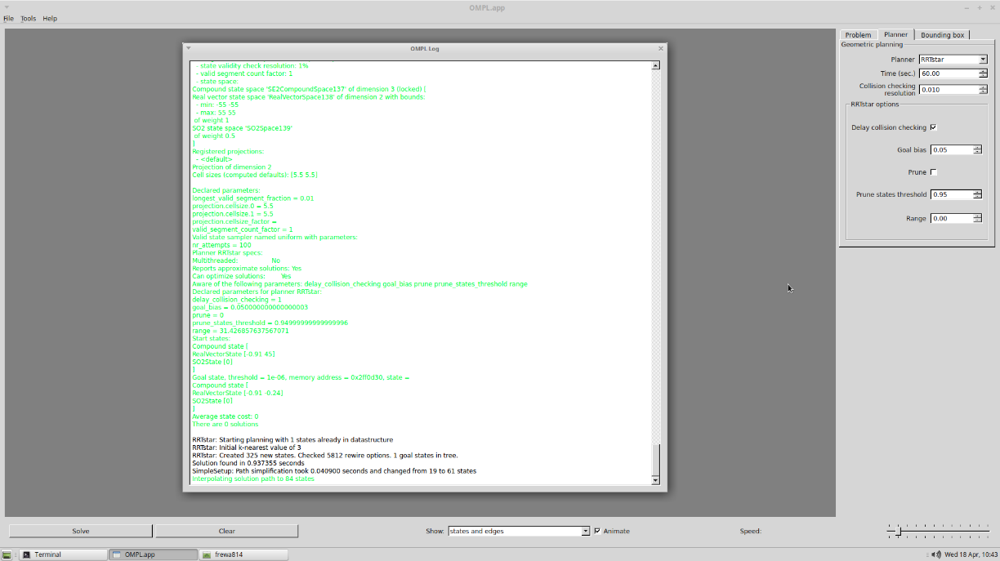 OMPL.app
File Tools Help
OMPL Log
- state validity check resolution: 1%
- valid segment count factor: 1
- state space:
Compound state space 'SE2CompoundSpace137' of dimension 3 (locked) [
Real vector state space 'RealVectorSpace138' of dimension 2 with bounds:
- min: -55 -55
- max: 55 55
of weight 1
SO2 state space 'SO2Space139'
of weight 0.5
]
Registered projections:
- <default>
Projection of dimension 2
Cell sizes (computed defaults): [5.5 5.5]
Declared parameters:
longest_valid_segment_fraction = 0.01
projection.cellsize.0 = 5.5
projection.cellsize.1 = 5.5
projection.cellsize_factor =
valid_segment_count_factor = 1
Valid state sampler named uniform with parameters:
nr_attempts = 100
Planner RRTstar specs:
Multithreaded: No
Reports approximate solutions: Yes
Can optimize solutions: Yes
Aware of the following parameters: delay_collision_checking goal_bias prune prune_states_threshold range
Declared parameters for planner RRTstar:
delay_collision_checking = 1
goal_bias = 0.050000000000000003
prune = 0
prune_states_threshold = 0.94999999999999996
range = 31.426857637567071
Start states:
Compound state [
RealVectorState [-0.91 45]
SO2State [0]
]
Goal state, threshold = 1e-06, memory address = 0x2ff0d30, state =
Compound state [
RealVectorState [-0.91 -0.24]
SO2State [0]
]
Average state cost: 0
There are 0 solutions
RRTstar: Starting planning with 1 states already in datastructure
RRTstar: Initial k-nearest value of 3
RRTstar: Created 325 new states. Checked 5812 rewire options. 1 goal states in tree.
Solution found in 0.937355 seconds
SimpleSetup: Path simplification took 0.040900 seconds and changed from 19 to 61 states
Interpolating solution path to 84 states
Problem Planner Bounding box
Geometric planning
Planner RRTstar
Time (sec.) 60.00
Collision checking
resolution 0.010
RRTstar options
Delay collision checking
Goal bias 0.05
Prune
Prune states threshold 0.95
Range 0.00
Solve Clear Show: states and edges Animate Speed:
Terminal OMPL.app frewa814 Wed 18 Apr, 10:43